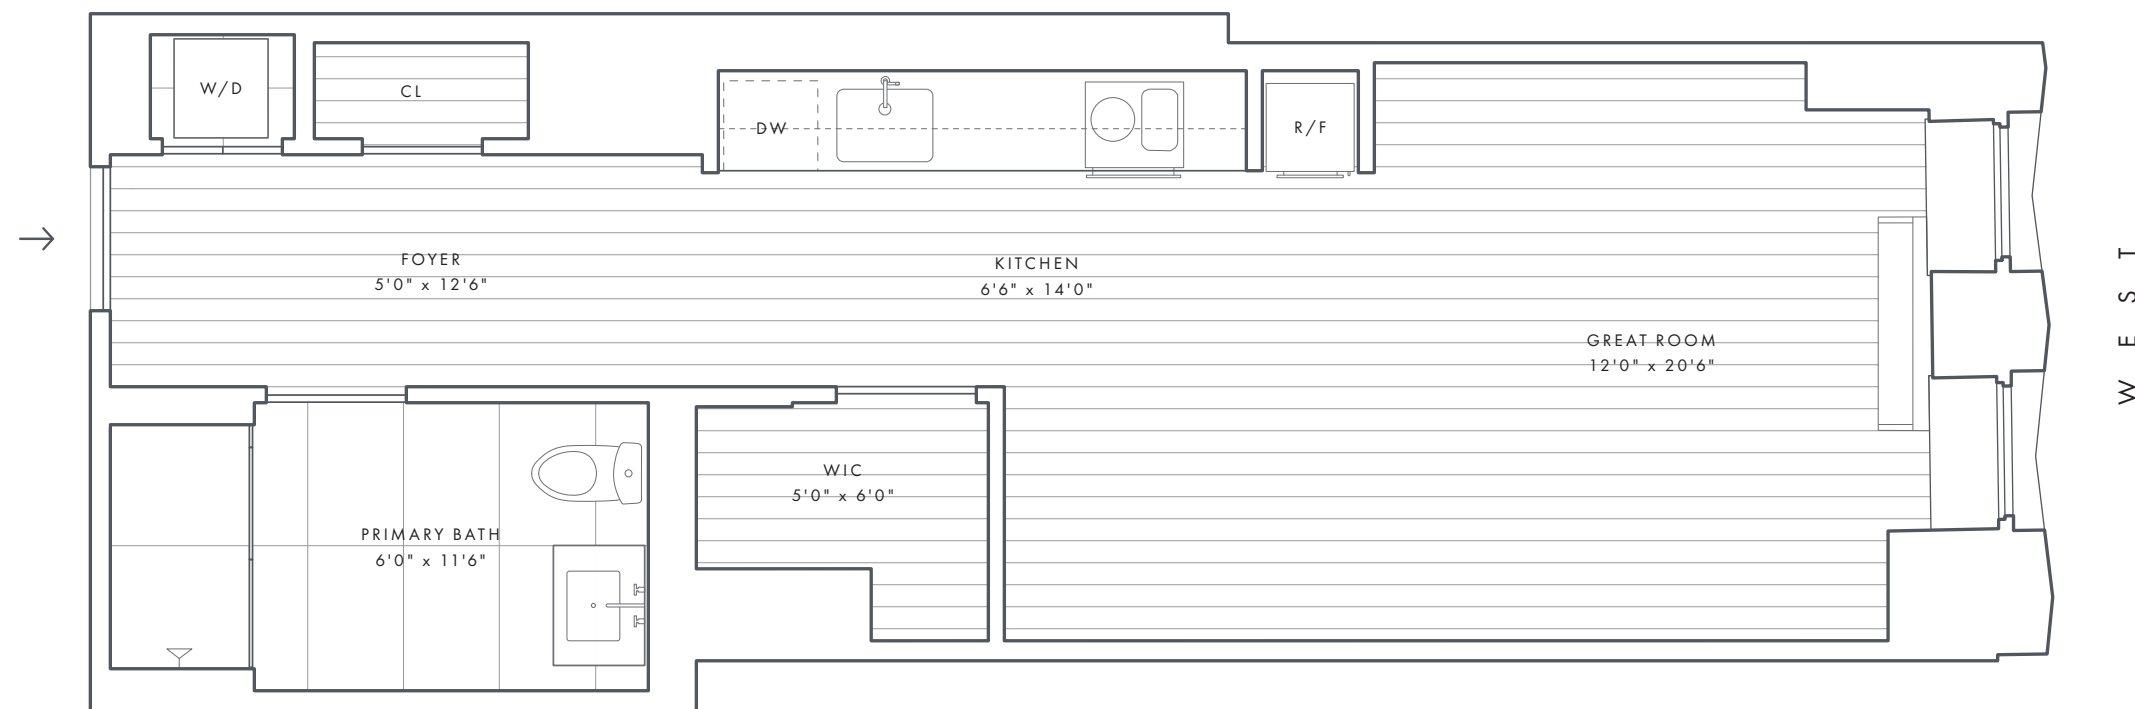 W/D
CL
DW
R/F
FOYER
5'0" x 12'6"
KITCHEN
6'6" x 14'0"
GREAT ROOM
12'0" x 20'6"
WIC
5'0" x 6'0"
PRIMARY BATH
6'0" x 11'6"
WEST